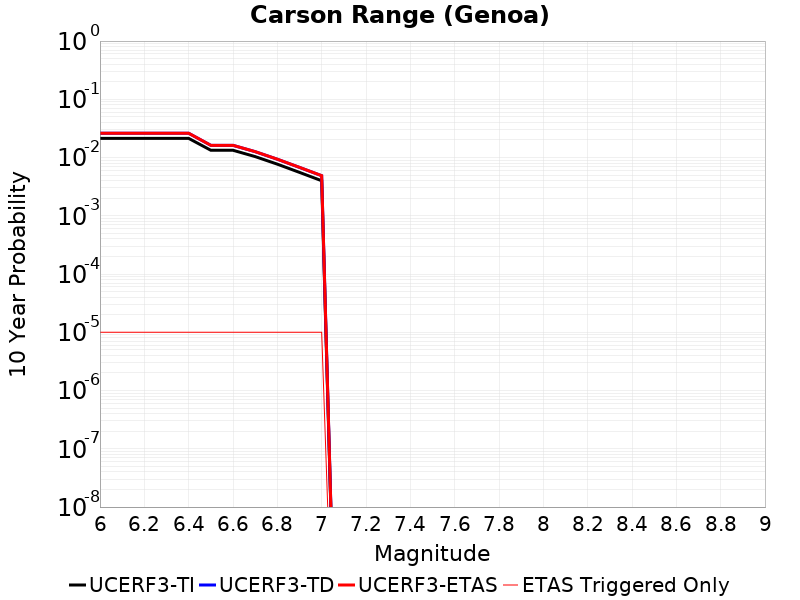 Carson Range (Genoa)
10 Year Probability
10^0
10^-1
10^-2
10^-3
10^-4
10^-5
10^-6
10^-7
10^-8
6 6.2 6.4 6.6 6.8 7 7.2 7.4 7.6 7.8 8 8.2 8.4 8.6 8.8 9
Magnitude
UCERF3-TI UCERF3-TD UCERF3-ETAS ETAS Triggered Only